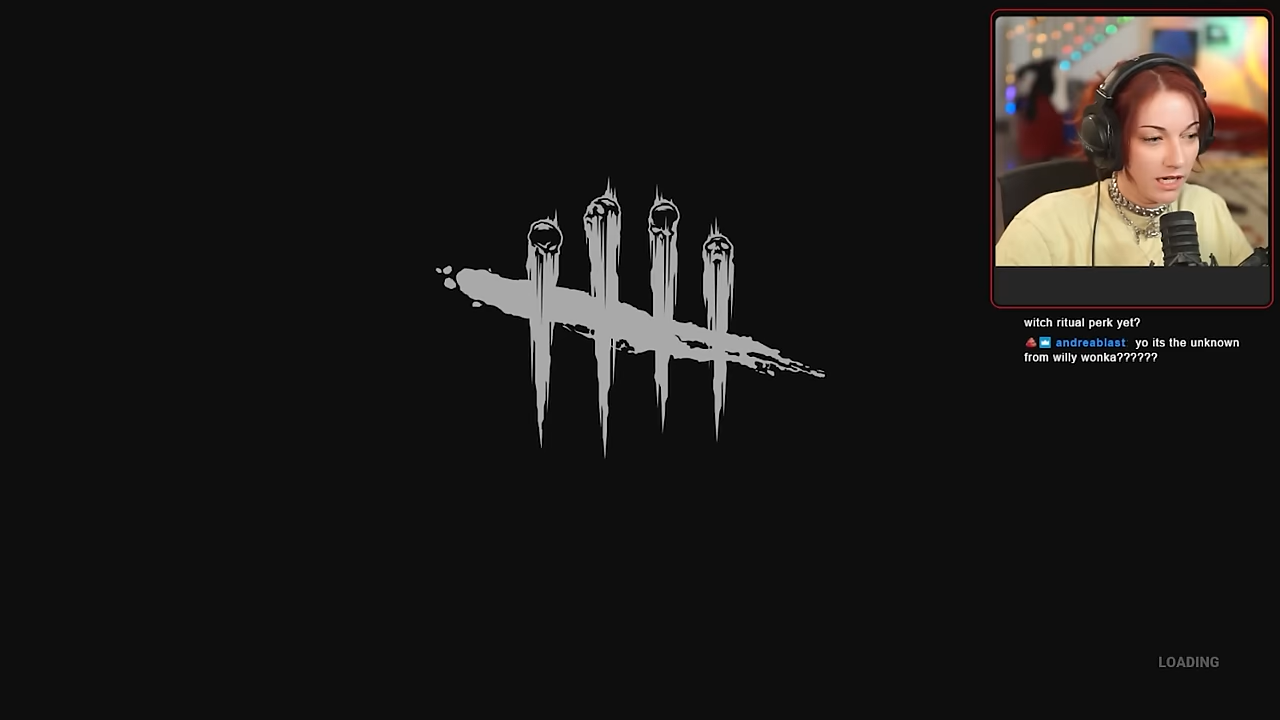 witch ritual perk yet?
andreablast: yo its the unknown
from willy wonka??????
LOADING